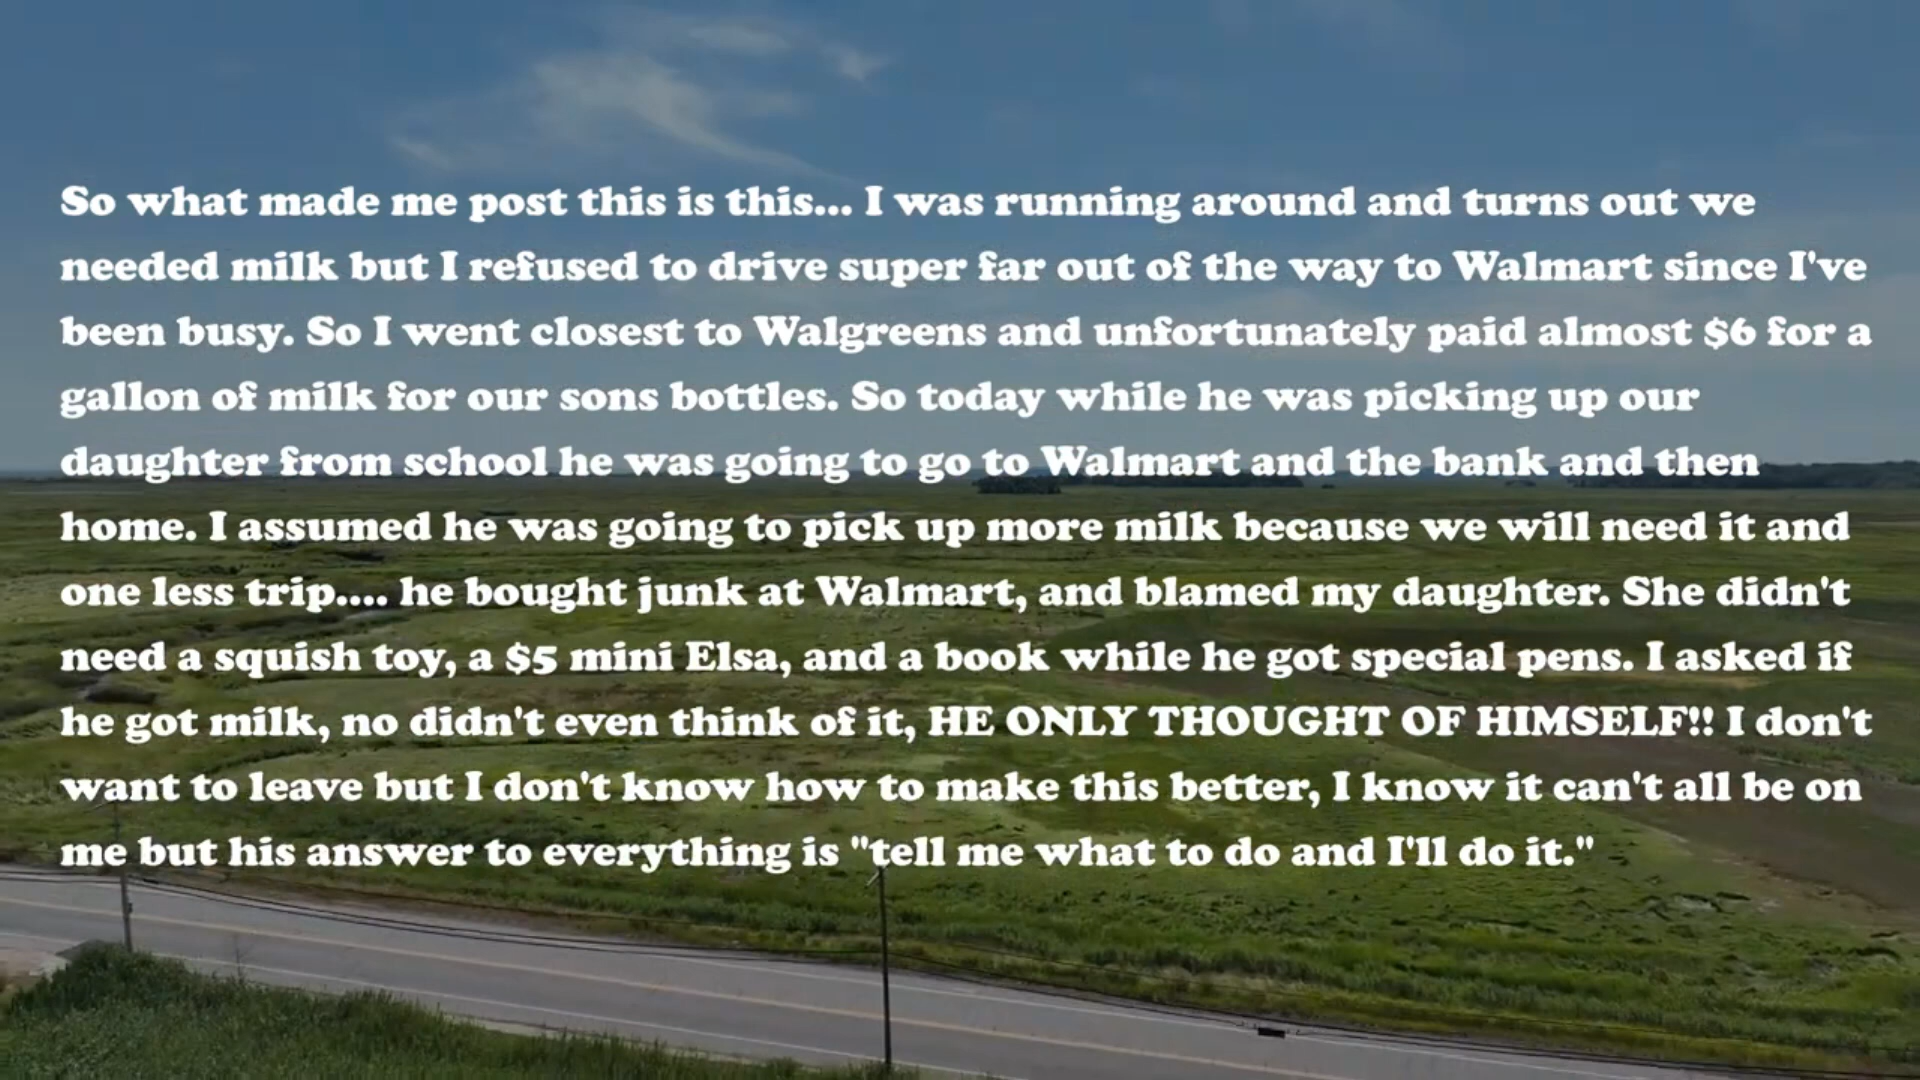 So what made me post this is this... I was running around and turns out we
needed milk but I refused to drive super far out of the way to Walmart since I've
been busy. So I went closest to Walgreens and unfortunately paid almost $6 for a
gallon of milk for our sons bottles. So today while he was picking up our
daughter from school he was going to go to Walmart and the bank and then
home. I assumed he was going to pick up more milk because we will need it and
one less trip.... he bought junk at Walmart, and blamed my daughter. She didn't
need a squish toy, a $5 mini Elsa, and a book while he got special pens. I asked if
he got milk, no didn't even think of it, HE ONLY THOUGHT OF HIMSELF!! I don't
want to leave but I don't know how to make this better, I know it can't all be on
me but his answer to everything is "tell me what to do and I'll do it."